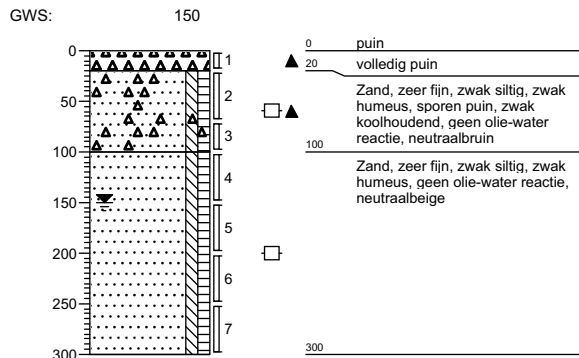 GWS: 150
0
50
100
150
200
250
300
1
2
3
4
5
6
7
0 puin
20 volledig puin
Zand, zeer fijn, zwak siltig, zwak
humeus, sporen puin, zwak
koolhoudend, geen olie-water
reactie, neutraalbruin
100
Zand, zeer fijn, zwak siltig, zwak
humeus, geen olie-water reactie,
neutraalbeige
300